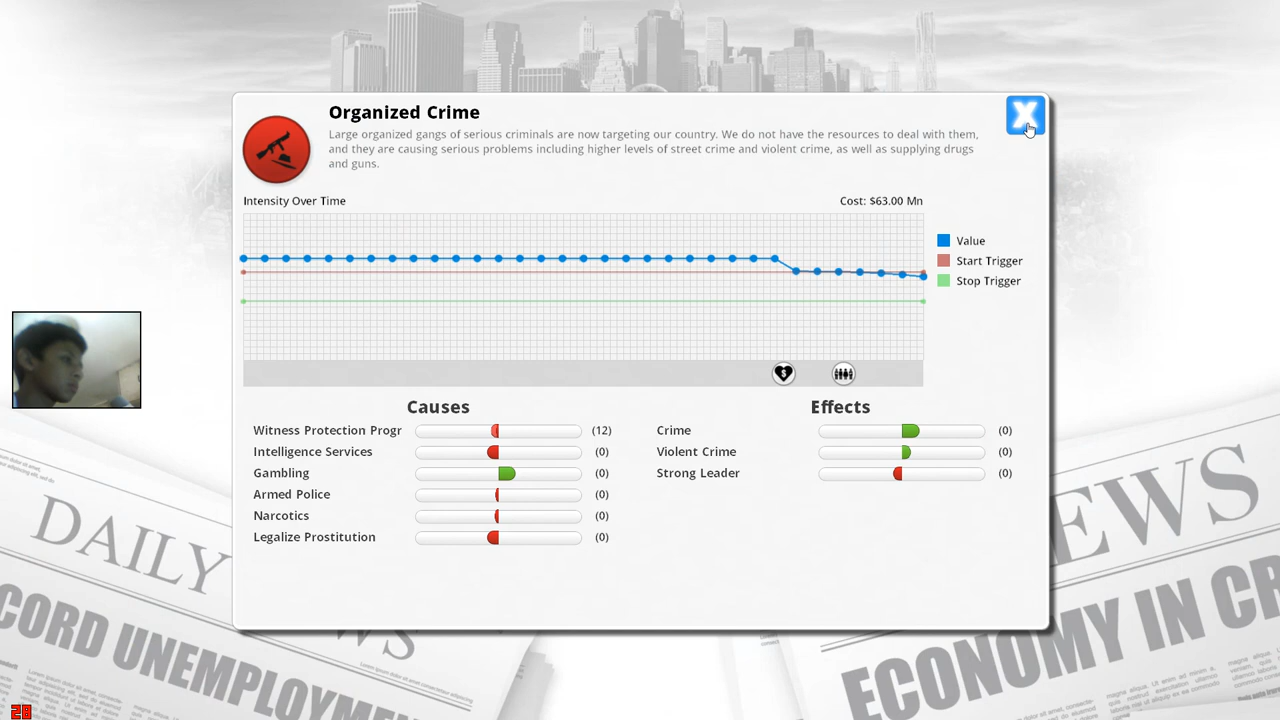 Organized Crime
Large organized gangs of serious criminals are now targeting our country. We do not have the resources to deal with them,
and they are causing serious problems including higher levels of street crime and violent crime, as well as supplying drugs
and guns.
Intensity Over Time
Cost: $63.00 Mn
Value
Start Trigger
Stop Trigger
Causes
Witness Protection Progr (12)
Intelligence Services (0)
Gambling (0)
Armed Police (0)
Narcotics (0)
Legalize Prostitution (0)
Effects
Crime (0)
Violent Crime (0)
Strong Leader (0)
DAILY
NEWS
CORD UNEMPLOYM
EWS
ECONOMY IN CR
28